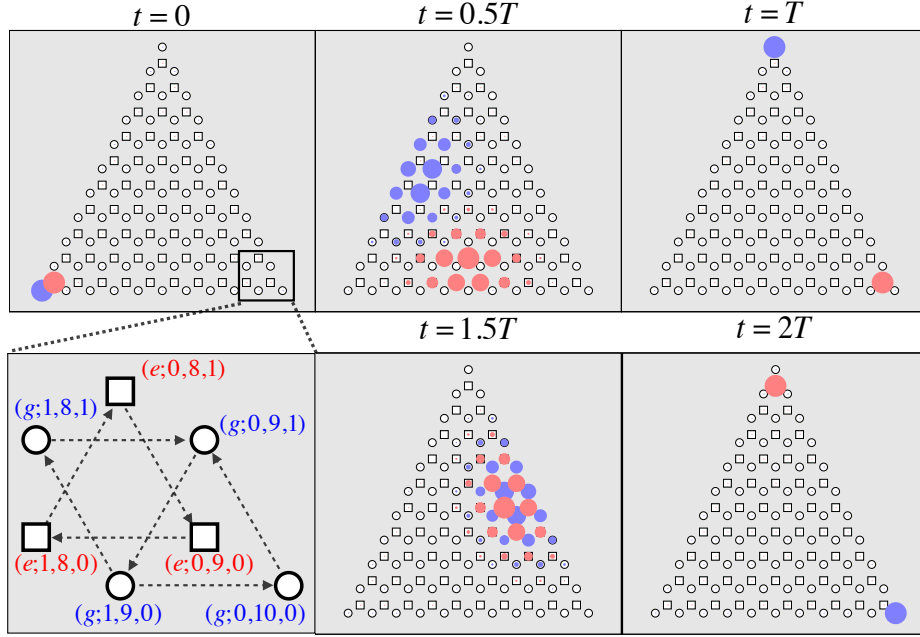 t = 0
t = 0.5T
t = T
t = 1.5T
t = 2T
(e;0,8,1)
(g;1,8,1)
(g;0,9,1)
(e;1,8,0)
(e;0,9,0)
(g;1,9,0)
(g;0,10,0)